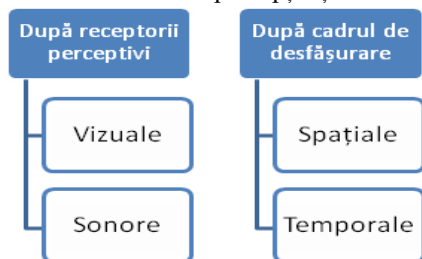 După receptorii
perceptivi
Vizuale
Sonore
După cadrul de
desfășurare
Spațiale
Temporale